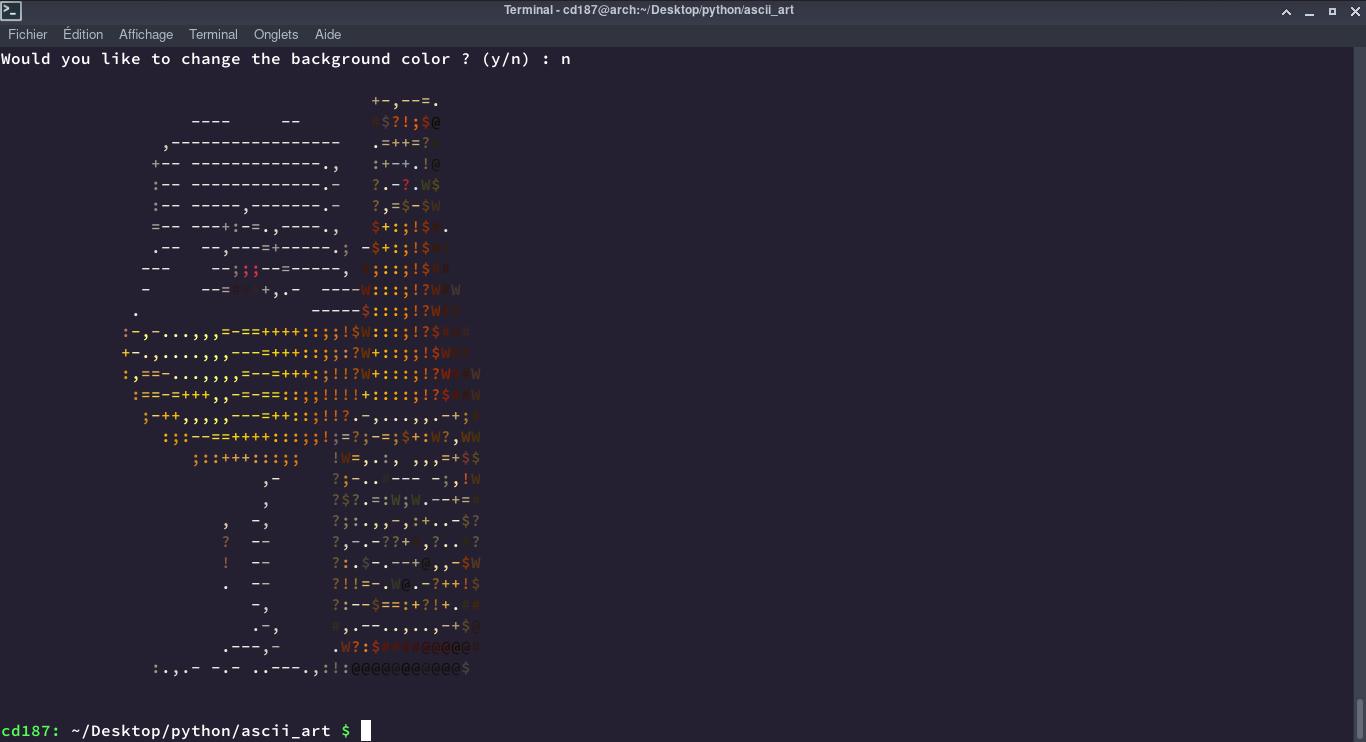 Terminal - cd187@arch:~/Desktop/python/ascii_art
Fichier Édition Affichage Terminal Onglets Aide
Would you like to change the background color ? (y/n) : n
cd187: ~/Desktop/python/ascii_art $